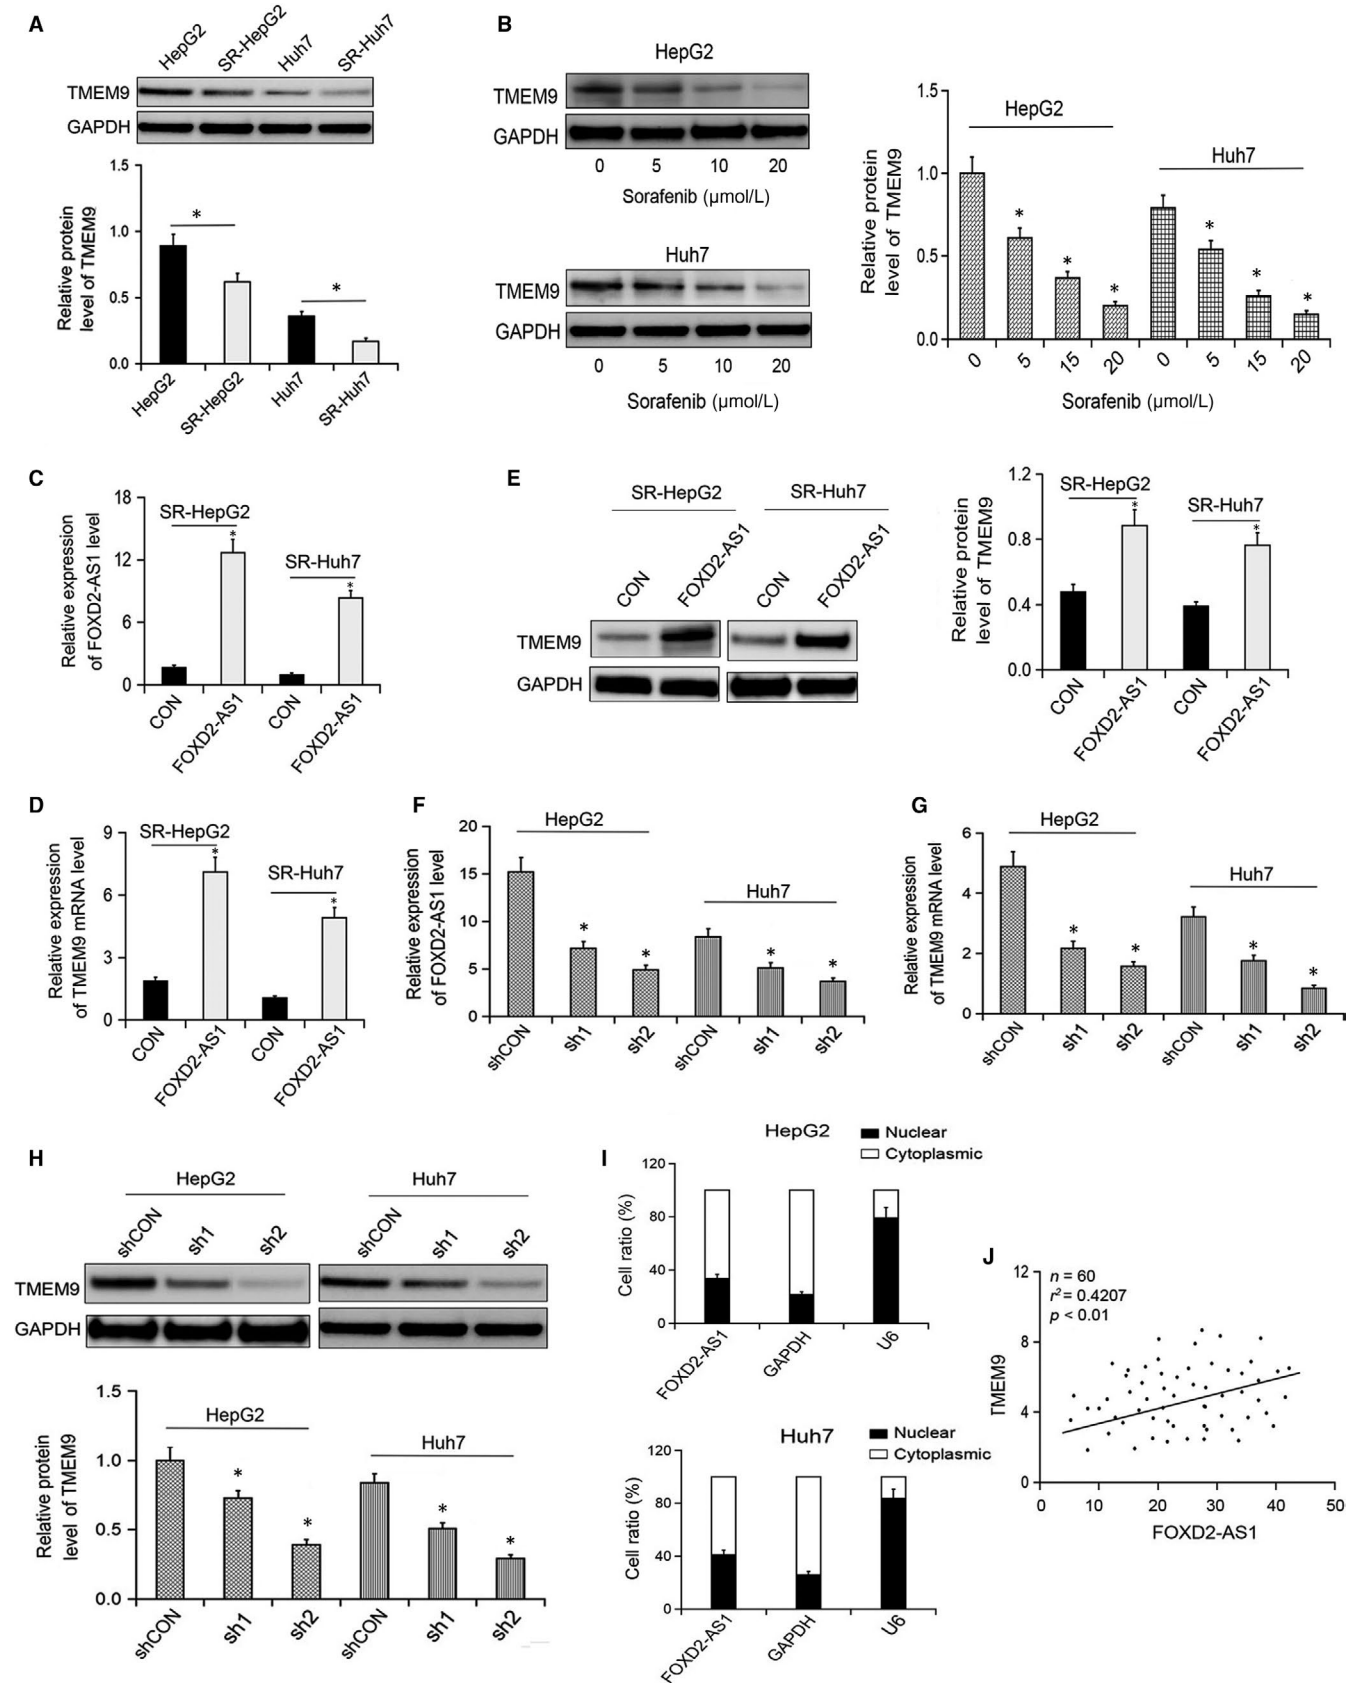 A
HepG2
SR-HepG2
Huh7
SR-Huh7
TMEM9
GAPDH
Relative protein
level of TMEM9
1.5
1.0
0.5
0.0
*
*
HepG2
SR-HepG2
Huh7
SR-Huh7
B
HepG2
TMEM9
GAPDH
0 5 10 20
Sorafenib (μmol/L)
Huh7
TMEM9
GAPDH
0 5 10 20
Sorafenib (μmol/L)
Relative protein
level of TMEM9
1.5
1.0
0.5
0.0
HepG2
Huh7
* * * * * *
0 5 15 20 0 5 15 20
Sorafenib (μmol/L)
C
Relative expression
of FOXD2-AS1 level
18
12
6
0
SR-HepG2
*
SR-Huh7
*
CON
FOXD2-AS1
CON
FOXD2-AS1
E
SR-HepG2 SR-Huh7
CON
FOXD2-AS1
CON
FOXD2-AS1
TMEM9
GAPDH
Relative protein
level of TMEM9
1.2
0.8
0.4
0.0
SR-HepG2
*
SR-Huh7
*
CON
FOXD2-AS1
CON
FOXD2-AS1
D
Relative expression
of TMEM9 mRNA level
9
6
3
0
SR-HepG2
*
SR-Huh7
*
CON
FOXD2-AS1
CON
FOXD2-AS1
F
Relative expression
of FOXD2-AS1 level
20
15
10
5
0
HepG2
Huh7
* * * *
shCON sh1 sh2 shCON sh1 sh2
G
Relative expression
of TMEM9 mRNA level
6
4
2
0
HepG2
Huh7
* * * *
shCON sh1 sh2 shCON sh1 sh2
H
HepG2 Huh7
shCON sh1 sh2 shCON sh1 sh2
TMEM9
GAPDH
Relative protein
level of TMEM9
1.5
1.0
0.5
0.0
HepG2
Huh7
* * * *
shCON sh1 sh2 shCON sh1 sh2
I
HepG2
Nuclear
Cytoplasmic
Cell ratio (%)
120
80
40
0
FOXD2-AS1
GAPDH
U6
Huh7
Nuclear
Cytoplasmic
Cell ratio (%)
120
80
40
0
FOXD2-AS1
GAPDH
U6
J
n = 60
r² = 0.4207
p < 0.01
TMEM9
12
8
4
0
0 10 20 30 40 50
FOXD2-AS1